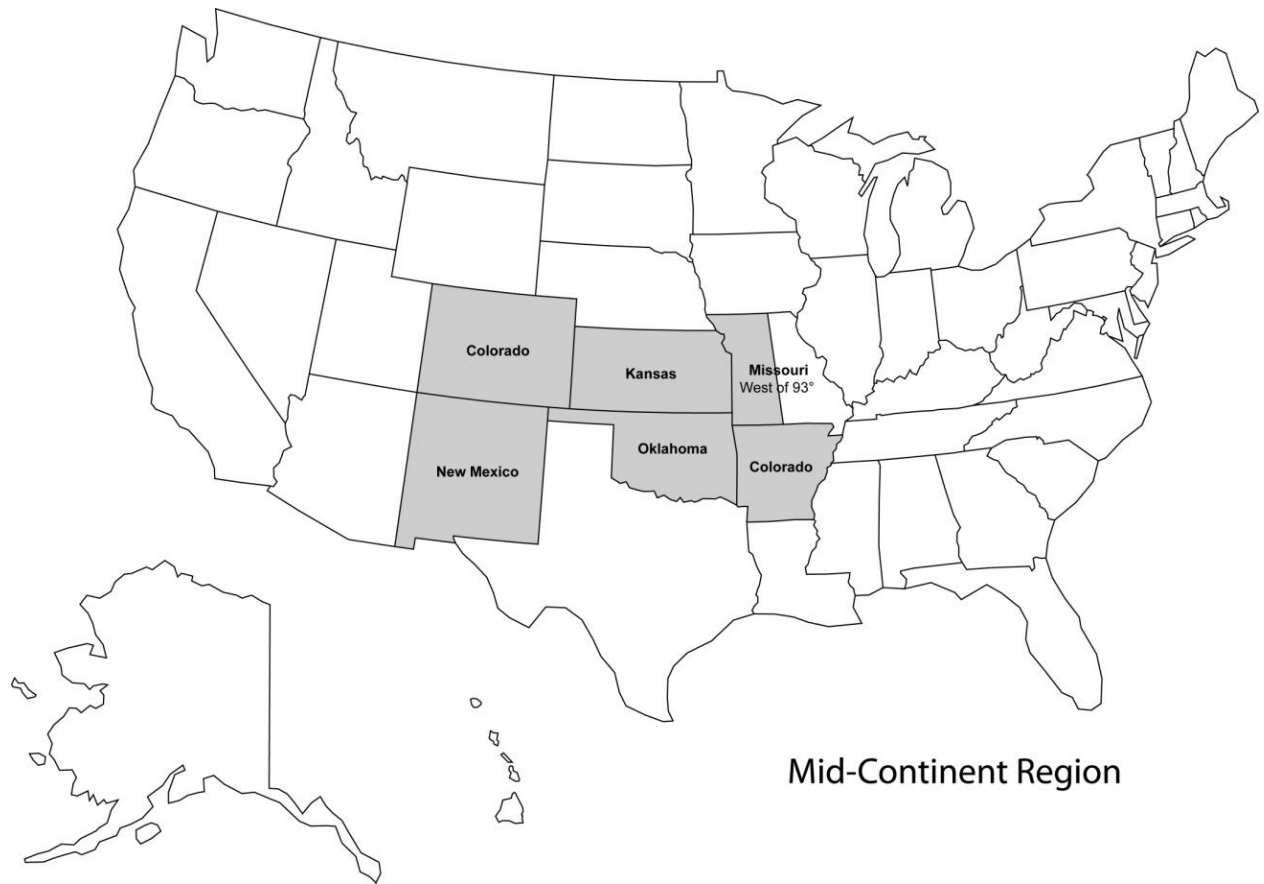 Colorado
Kansas
Missouri
West of 93°
Oklahoma
Colorado
New Mexico
Mid-Continent Region